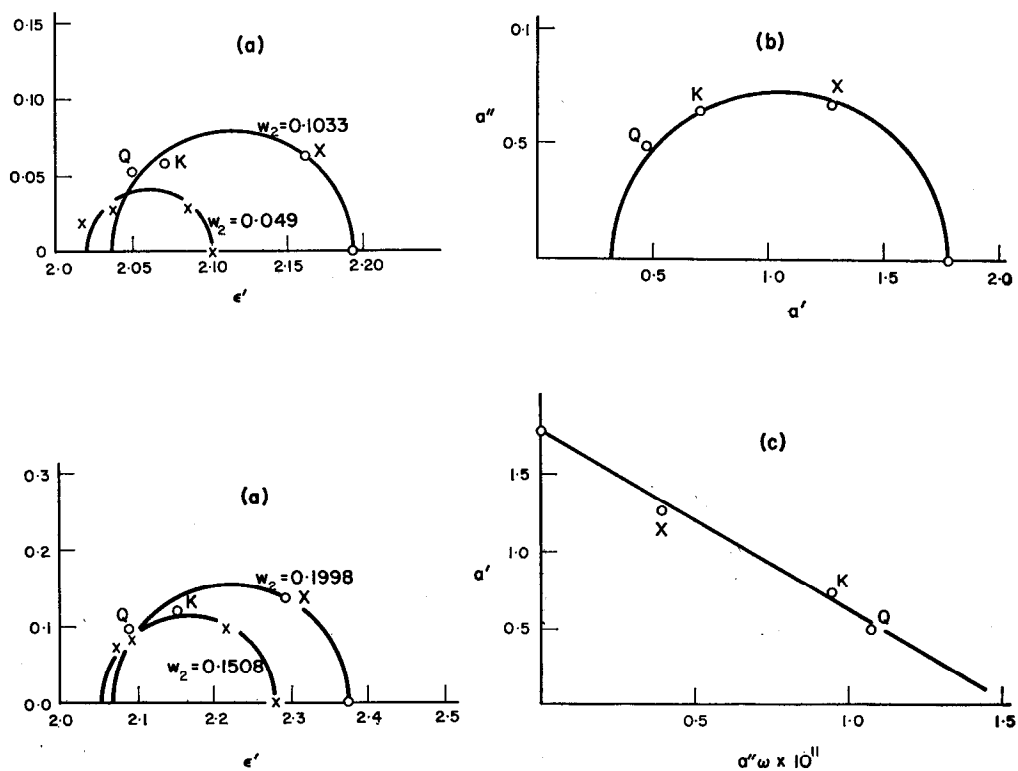 0·15
(a)
0·10
w₂=0·1033
Q
K
X
0·05
w₂=0·049
0
2·0
2·05
2·10
2·15
2·20
ϵ′
0·1
(b)
K
X
a″
Q
0·5
0·5
1·0
1·5
2·0
a′
0·3
(a)
0·2
w₂=0·1998
Q
K
X
0·1
w₂=0·1508
0·0
2·0
2·1
2·2
2·3
2·4
2·5
ϵ′
(c)
1·5
X
a′
1·0
K
Q
0·5
0·5
1·0
1·5
a″ω x 10¹¹